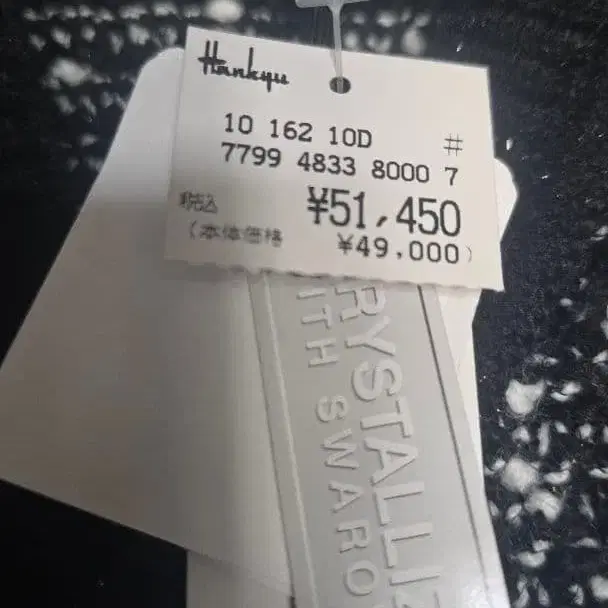 Hankyu
10 162 10D #
7799 4833 8000 7
税込 ¥51,450
(本体価格 ¥49,000)
RYSTALLI
ITH SWARO